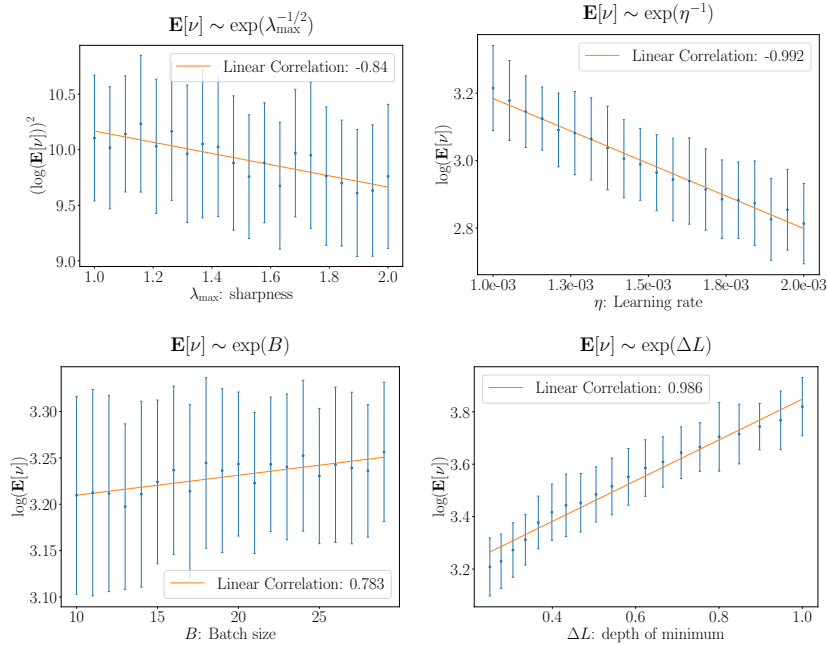 E[ν] ∼ exp(λ_max^{-1/2})
Linear Correlation: -0.84
(log(E[ν]))²
10.5
10.0
9.5
9.0
1.0 1.2 1.4 1.6 1.8 2.0
λ_max: sharpness
E[ν] ∼ exp(η⁻¹)
Linear Correlation: -0.992
log(E[ν])
3.2
3.0
2.8
1.0e-03 1.3e-03 1.5e-03 1.8e-03 2.0e-03
η: Learning rate
E[ν] ∼ exp(B)
Linear Correlation: 0.783
log(E[ν])
3.30
3.25
3.20
3.15
3.10
10 15 20 25
B: Batch size
E[ν] ∼ exp(ΔL)
Linear Correlation: 0.986
log(E[ν])
3.8
3.6
3.4
3.2
0.4 0.6 0.8 1.0
ΔL: depth of minimum